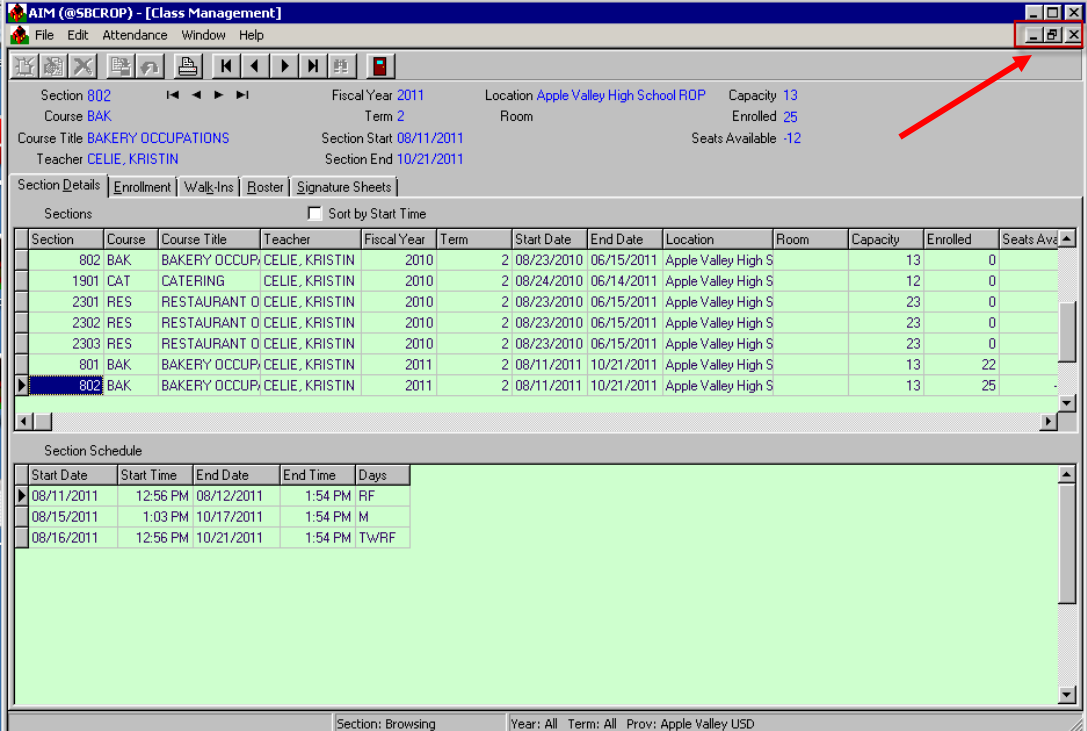 AIM (@SBCROP) - [Class Management]
File Edit Attendance Window Help
Section 802 Fiscal Year 2011 Location Apple Valley High School ROP Capacity 13
Course BAK Term 2 Room Enrolled 25
Course Title BAKERY OCCUPATIONS Section Start 08/11/2011 Seats Available -12
Teacher CELIE, KRISTIN Section End 10/21/2011
Section Details Enrollment Walk-Ins Roster Signature Sheets
Sections Sort by Start Time
Section Course Course Title Teacher Fiscal Year Term Start Date End Date Location Room Capacity Enrolled Seats Ava
802 BAK BAKERY OCCUP CELIE, KRISTIN 2010 2 08/23/2010 06/15/2011 Apple Valley High S 13 0
1901 CAT CATERING CELIE, KRISTIN 2010 2 08/24/2010 06/14/2011 Apple Valley High S 12 0
2301 RES RESTAURANT O CELIE, KRISTIN 2010 2 08/23/2010 06/15/2011 Apple Valley High S 23 0
2302 RES RESTAURANT O CELIE, KRISTIN 2010 2 08/23/2010 06/15/2011 Apple Valley High S 23 0
2303 RES RESTAURANT O CELIE, KRISTIN 2010 2 08/23/2010 06/15/2011 Apple Valley High S 23 0
801 BAK BAKERY OCCUP CELIE, KRISTIN 2011 2 08/11/2011 10/21/2011 Apple Valley High S 13 22
802 BAK BAKERY OCCUP CELIE, KRISTIN 2011 2 08/11/2011 10/21/2011 Apple Valley High S 13 25 -
Section Schedule
Start Date Start Time End Date End Time Days
08/11/2011 12:56 PM 08/12/2011 1:54 PM RF
08/15/2011 1:03 PM 10/17/2011 1:54 PM M
08/16/2011 12:56 PM 10/21/2011 1:54 PM TWRF
Section: Browsing Year: All Term: All Prov: Apple Valley USD